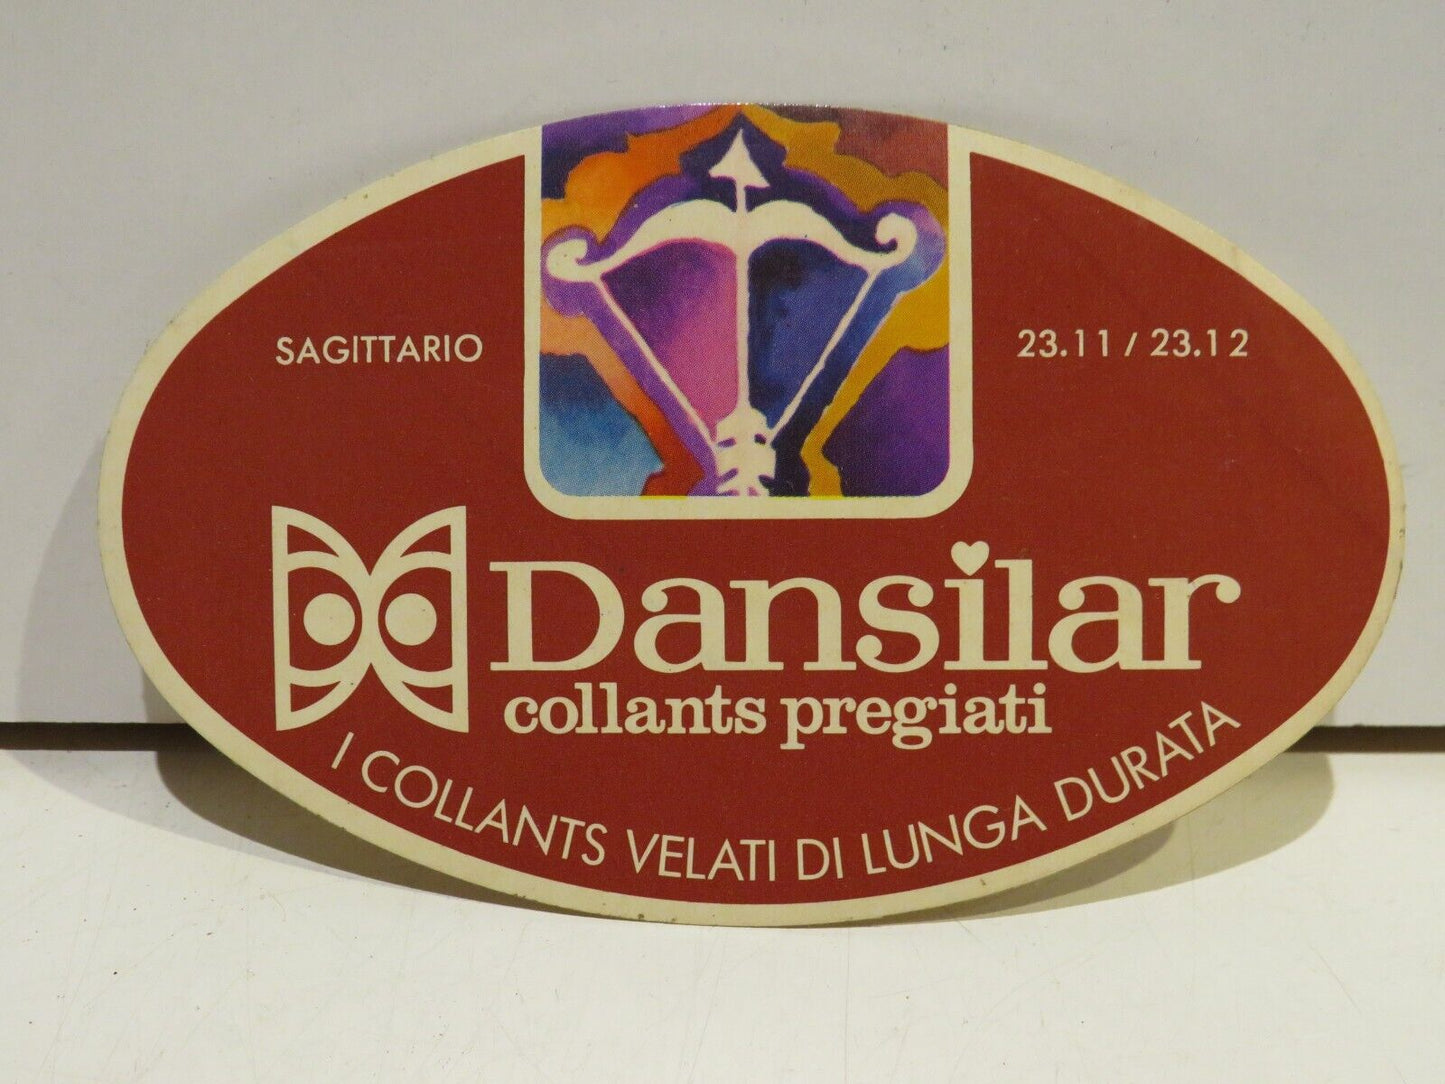 SAGITTARIO
23.11 / 23.12
Dansilar
collants pregiati
I COLLANTS VELATI DI LUNGA DURATA